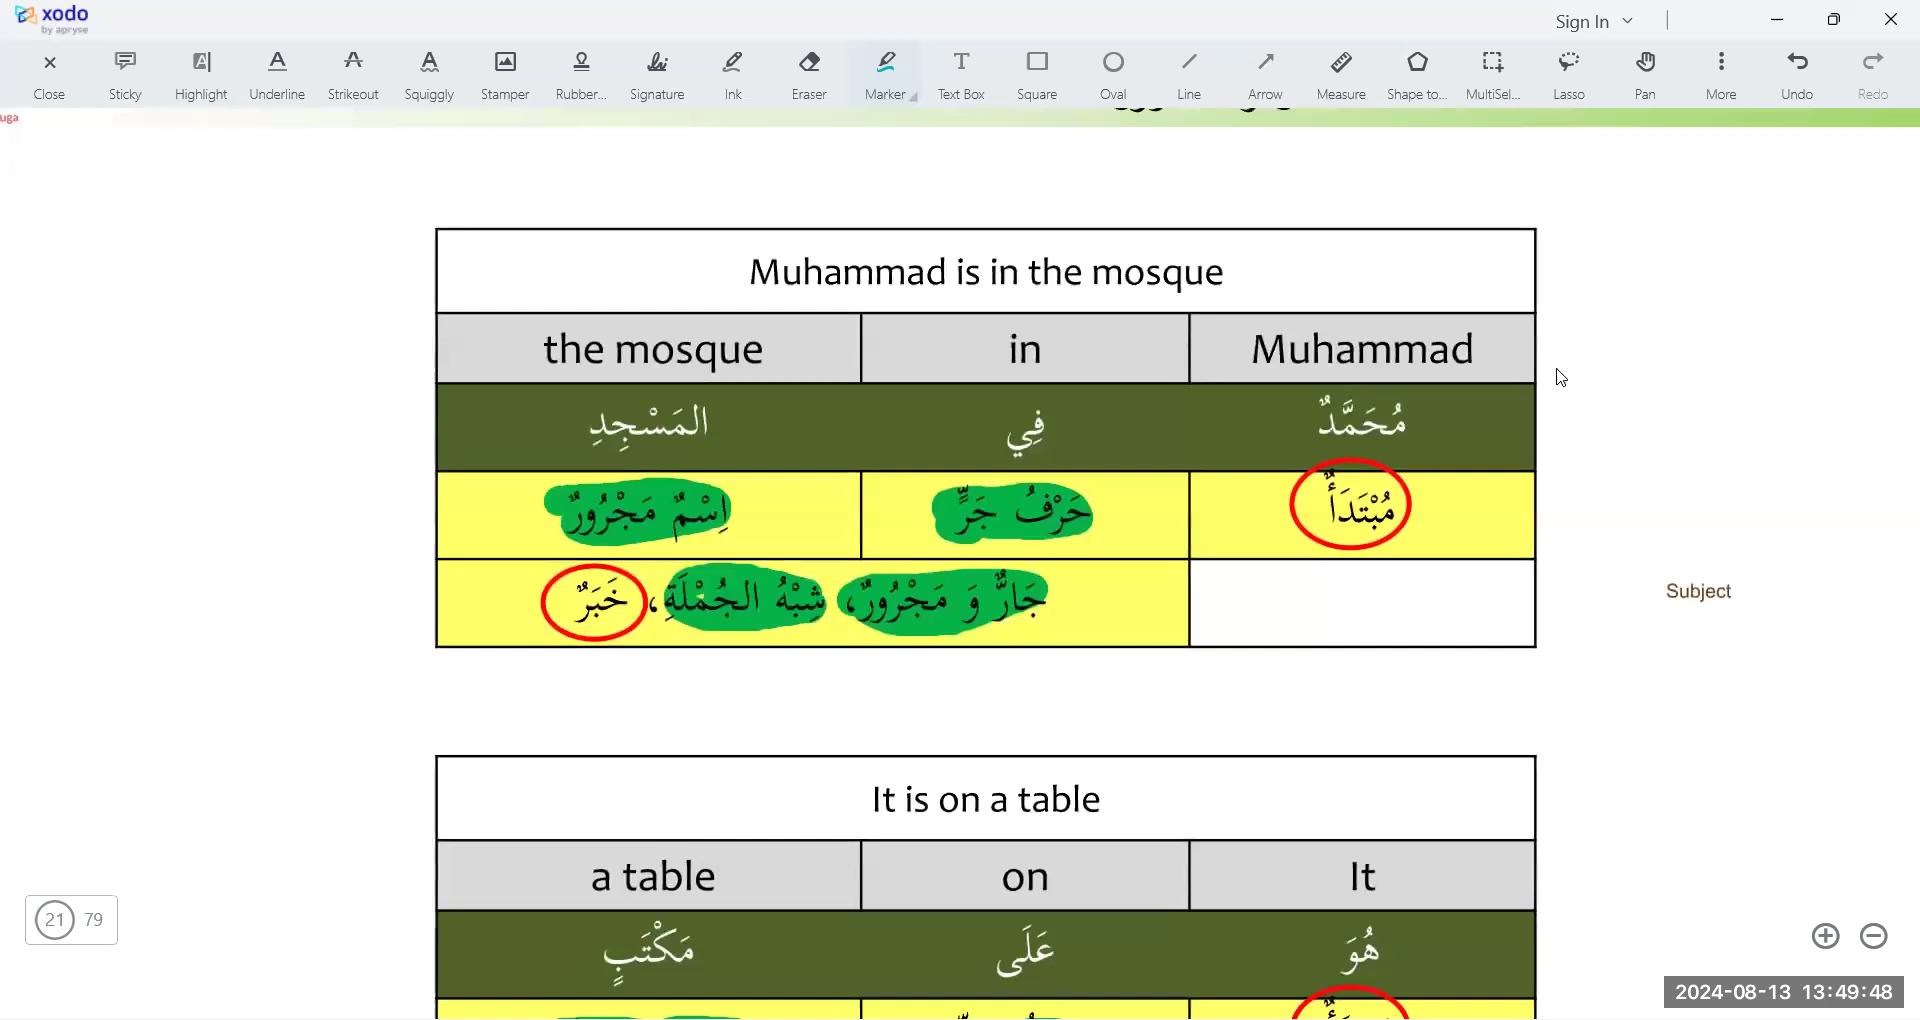 xodo
by apryse
Sign In
Close Sticky Highlight Underline Strikeout Squiggly Stamper Rubber... Signature Ink Eraser Marker Text Box Square Oval Line Arrow Measure Shape to... MultiSel... Lasso Pan More Undo Redo
uga
Muhammad is in the mosque
the mosque in Muhammad
مُحَمَّدٌ فِي المَسْجِدِ
مُبْتَدَأٌ حَرْفُ جَرٍّ اِسْمٌ مَجْرُورٌ
جَارٌّ وَ مَجْرُورٌ، شِبْهُ الجُمْلَةِ، خَبَرٌ
Subject
It is on a table
a table on It
هُوَ عَلَى مَكْتَبٍ
21 79
2024-08-13 13:49:48